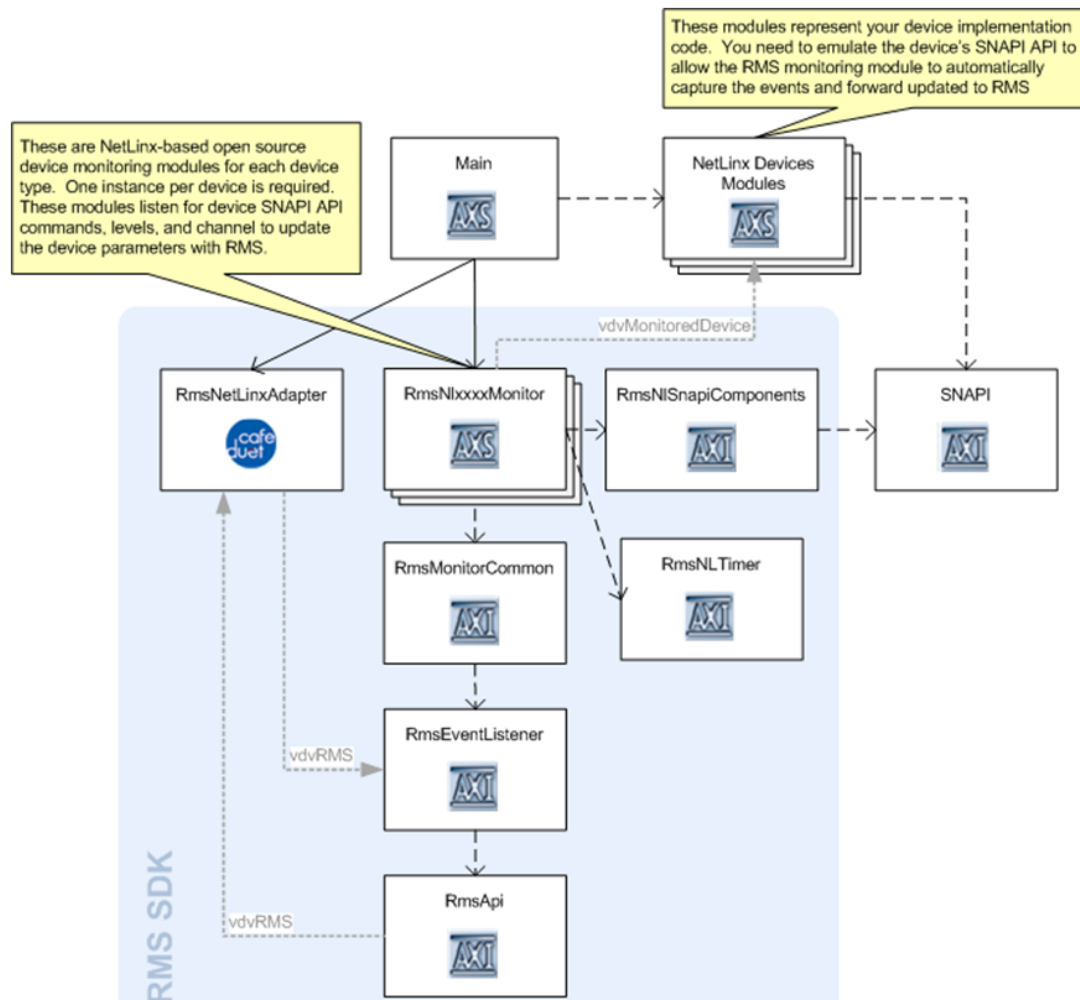 These modules represent your device implementation
code. You need to emulate the device's SNAPI API to
allow the RMS monitoring module to automatically
capture the events and forward updated to RMS
These are NetLinx-based open source
device monitoring modules for each device
type. One instance per device is required.
These modules listen for device SNAPI API
commands, levels, and channel to update
the device parameters with RMS.
Main
AXS
NetLinx Devices
Modules
AXS
vdvMonitoredDevice
RmsNetLinxAdapter
cafe
duet
RmsNlxxxxMonitor
AXS
RmsNlSnapiComponents
AXI
SNAPI
AXI
RmsMonitorCommon
AXI
RmsNLTimer
AXI
RmsEventListener
AXI
vdvRMS
RmsApi
AXI
vdvRMS
RMS SDK